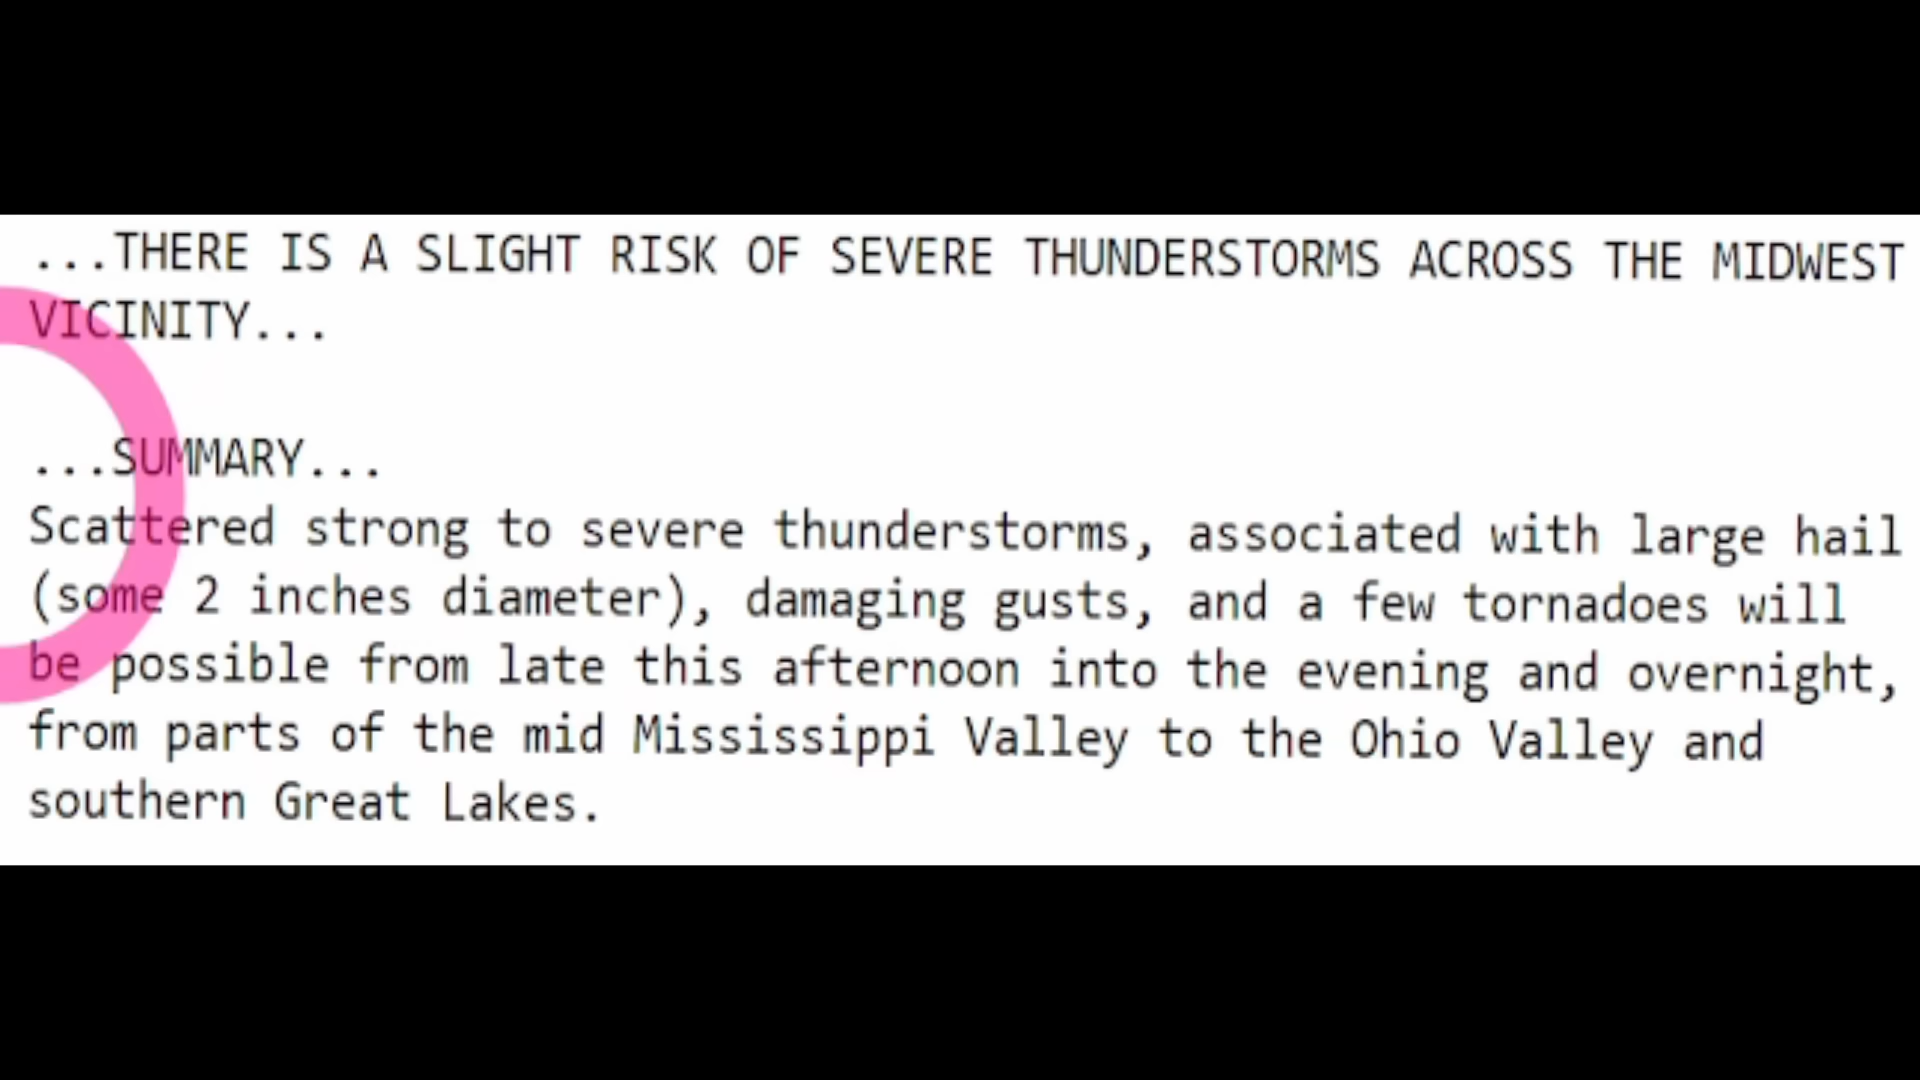 ...THERE IS A SLIGHT RISK OF SEVERE THUNDERSTORMS ACROSS THE MIDWEST
VICINITY...
...SUMMARY...
Scattered strong to severe thunderstorms, associated with large hail
(some 2 inches diameter), damaging gusts, and a few tornadoes will
be possible from late this afternoon into the evening and overnight,
from parts of the mid Mississippi Valley to the Ohio Valley and
southern Great Lakes.